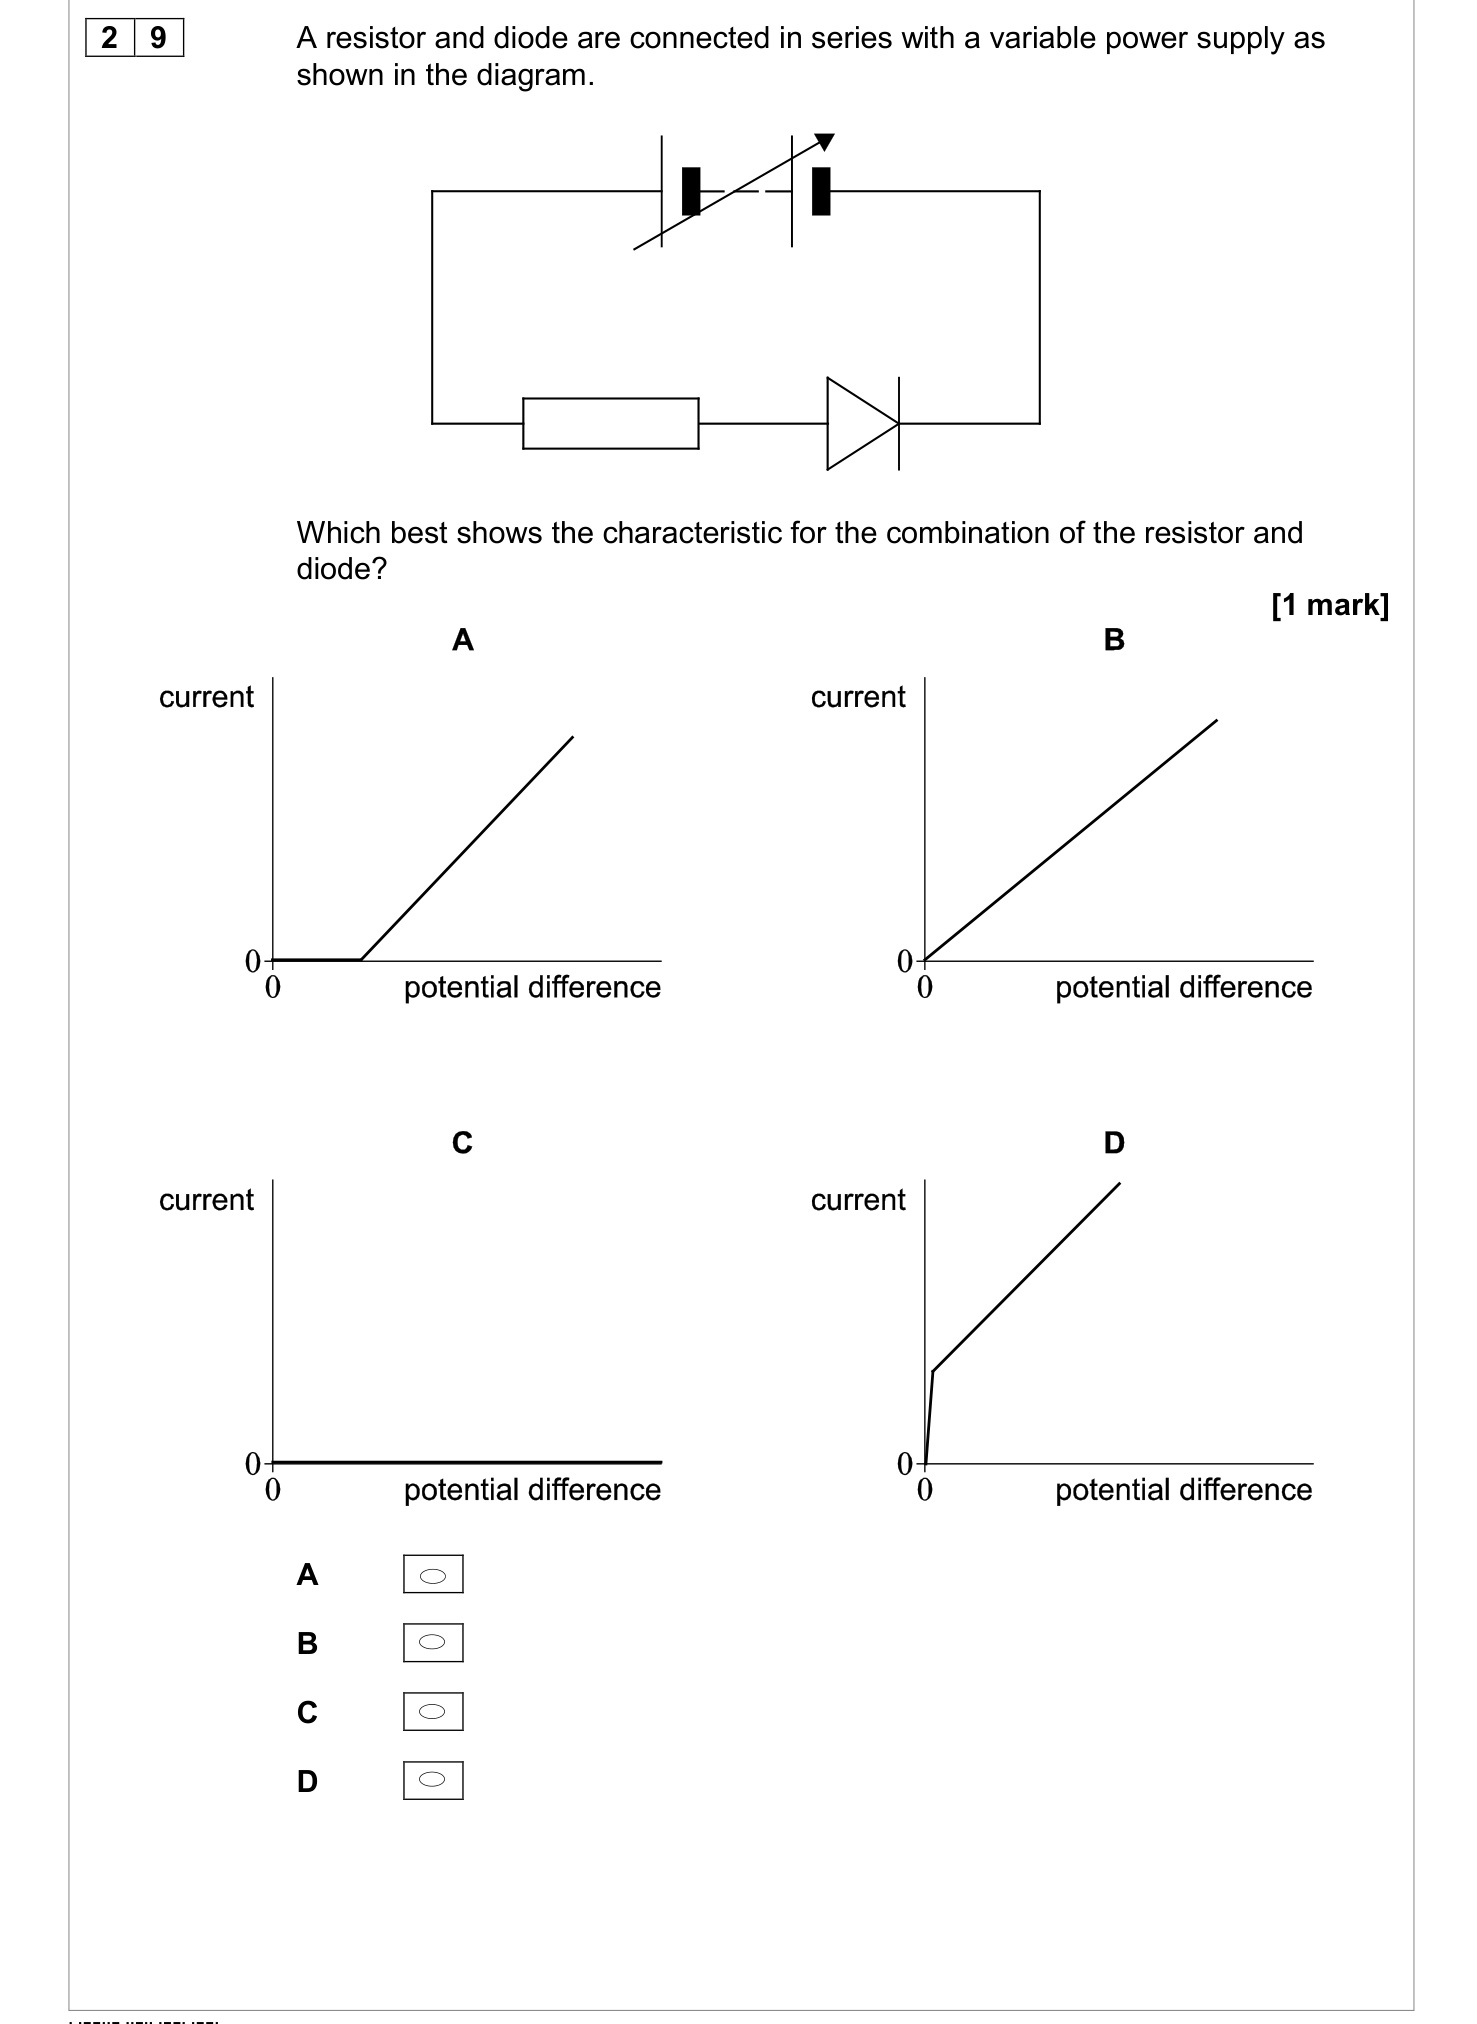 2 9
A resistor and diode are connected in series with a variable power supply as
shown in the diagram.
Which best shows the characteristic for the combination of the resistor and
diode?
[1 mark]
A
B
current
current
0
0
0
potential difference
0
potential difference
C
D
current
current
0
0
0
potential difference
0
potential difference
A
B
C
D